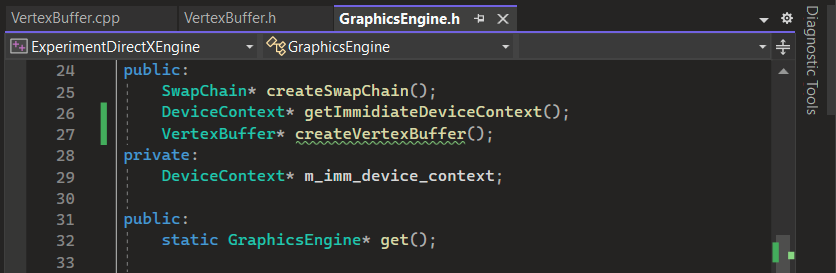 VertexBuffer.cpp VertexBuffer.h GraphicsEngine.h
ExperimentDirectXEngine GraphicsEngine
24 public:
25 SwapChain* createSwapChain();
26 DeviceContext* getImmidiateDeviceContext();
27 VertexBuffer* createVertexBuffer();
28 private:
29 DeviceContext* m_imm_device_context;
30
31 public:
32 static GraphicsEngine* get();
33
Diagnostic Tools